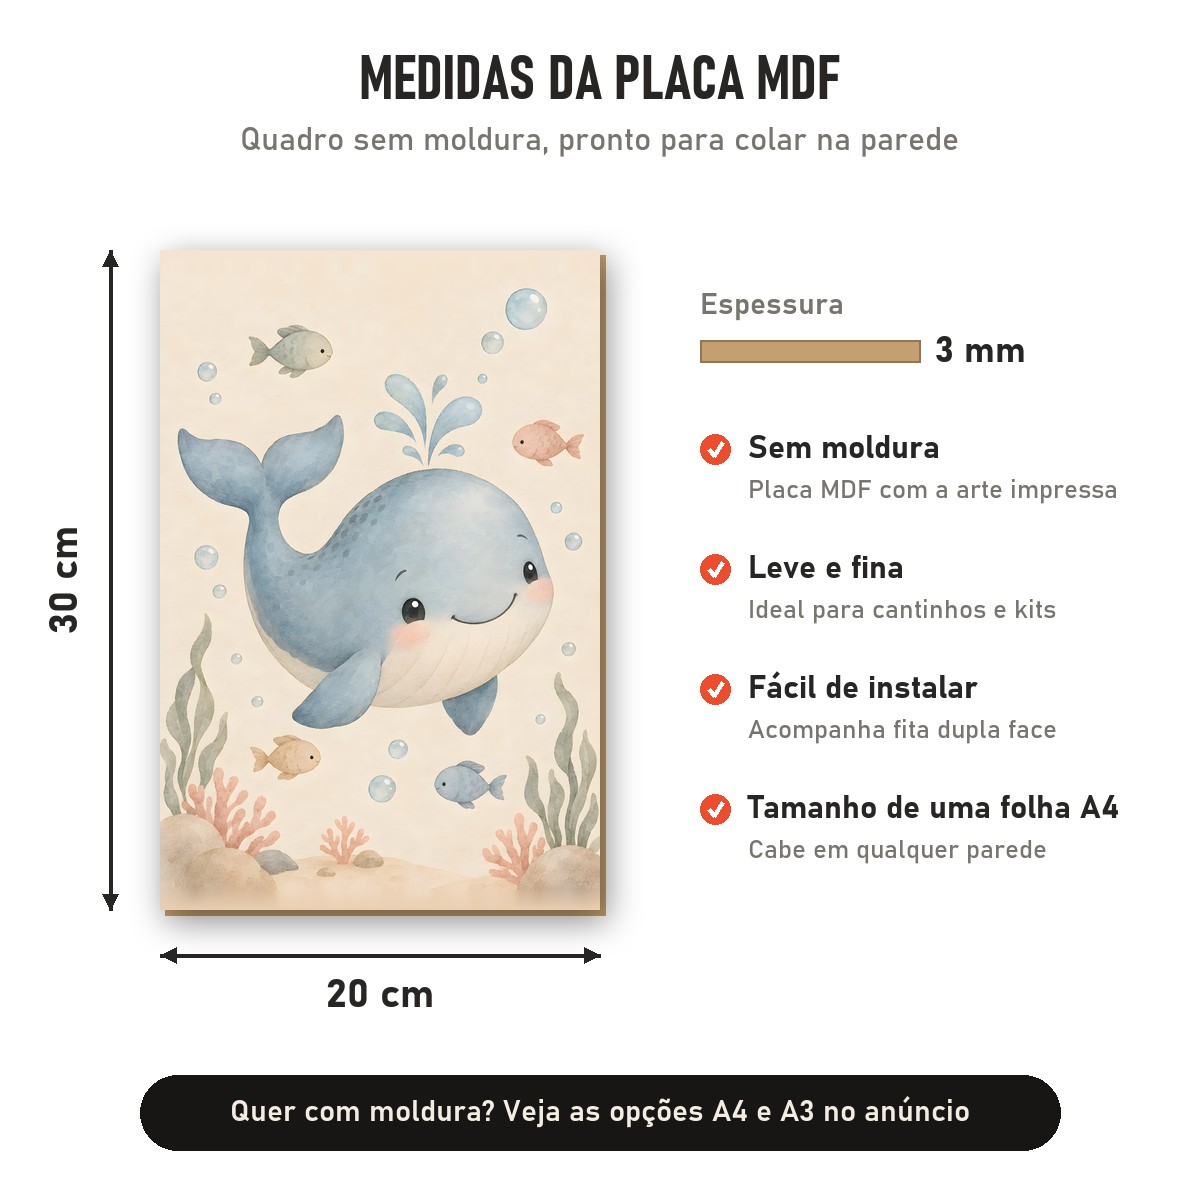 MEDIDAS DA PLACA MDF
Quadro sem moldura, pronto para colar na parede
30 cm
20 cm
Espessura
3 mm
Sem moldura
Placa MDF com a arte impressa
Leve e fina
Ideal para cantinhos e kits
Fácil de instalar
Acompanha fita dupla face
Tamanho de uma folha A4
Cabe em qualquer parede
Quer com moldura? Veja as opções A4 e A3 no anúncio